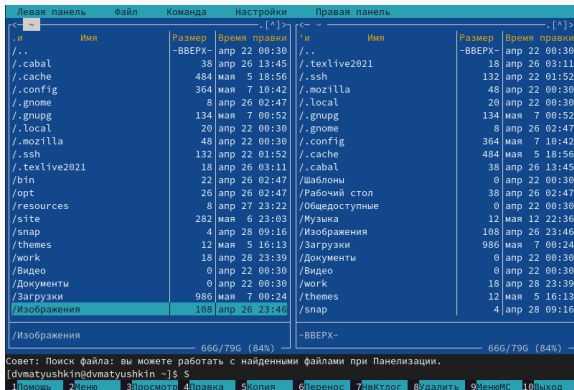 Левая панель Файл Команда Настройки Правая панель
<─ ~ .[^]> <─ ~ .[^]>
.и Имя Размер Время правки 'и Имя Размер Время правки
/.. -ВВЕРХ- апр 22 00:30 /.. -ВВЕРХ- апр 22 00:30
/.cabal 38 апр 26 13:45 /.texlive2021 18 апр 26 03:11
/.cache 484 мая 5 18:56 /.ssh 132 апр 22 01:52
/.config 364 мая 7 10:42 /.mozilla 48 апр 22 00:30
/.gnome 8 апр 26 02:47 /.local 20 апр 22 00:30
/.gnupg 134 мая 7 00:52 /.gnupg 134 мая 7 00:52
/.local 20 апр 22 00:30 /.gnome 8 апр 26 02:47
/.mozilla 48 апр 22 00:30 /.config 364 мая 7 10:42
/.ssh 132 апр 22 01:52 /.cache 484 мая 5 18:56
/.texlive2021 18 апр 26 03:11 /.cabal 38 апр 26 13:45
/bin 22 апр 26 02:47 /Шаблоны 0 апр 22 00:30
/opt 26 апр 26 02:47 /Рабочий стол 38 апр 26 02:47
/resources 8 апр 27 23:22 /Общедоступные 0 апр 22 00:30
/site 282 мая 6 23:03 /Музыка 12 мая 12 22:36
/snap 4 апр 28 09:16 /Изображения 108 апр 26 23:46
/themes 12 мая 5 16:13 /Загрузки 986 мая 7 00:24
/work 18 апр 28 23:39 /Документы 0 апр 22 00:30
/Видео 0 апр 22 00:30 /Видео 0 апр 22 00:30
/Документы 0 апр 22 00:30 /work 18 апр 28 23:39
/Загрузки 986 мая 7 00:24 /themes 12 мая 5 16:13
/Изображения 108 апр 26 23:46 /snap 4 апр 28 09:16
/Изображения -ВВЕРХ-
66G/79G (84%) 66G/79G (84%)
Совет: Поиск файла: вы можете работать с найденными файлами при Панелизации.
[dvmatyushkin@dvmatyushkin ~]$ S
1Помощь 2Меню 3Просмотр 4Правка 5Копия 6Перенос 7НвКтлог 8Удалить 9МенюМС 10Выход